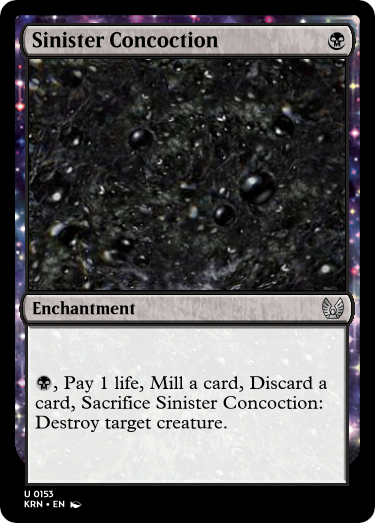 Sinister Concoction
Enchantment
, Pay 1 life, Mill a card, Discard a
card, Sacrifice Sinister Concoction:
Destroy target creature.
U 0153
KRN • EN